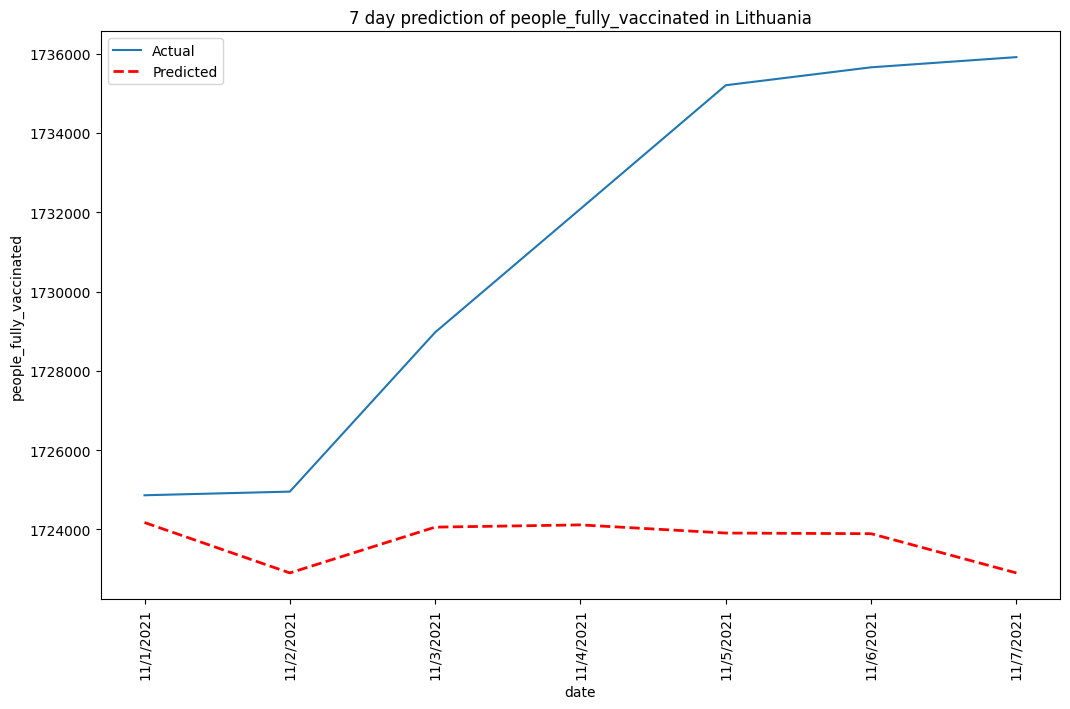 7 day prediction of people_fully_vaccinated in Lithuania
Actual
Predicted
1736000
1734000
1732000
1730000
1728000
1726000
1724000
people_fully_vaccinated
11/1/2021
11/2/2021
11/3/2021
11/4/2021
11/5/2021
11/6/2021
11/7/2021
date